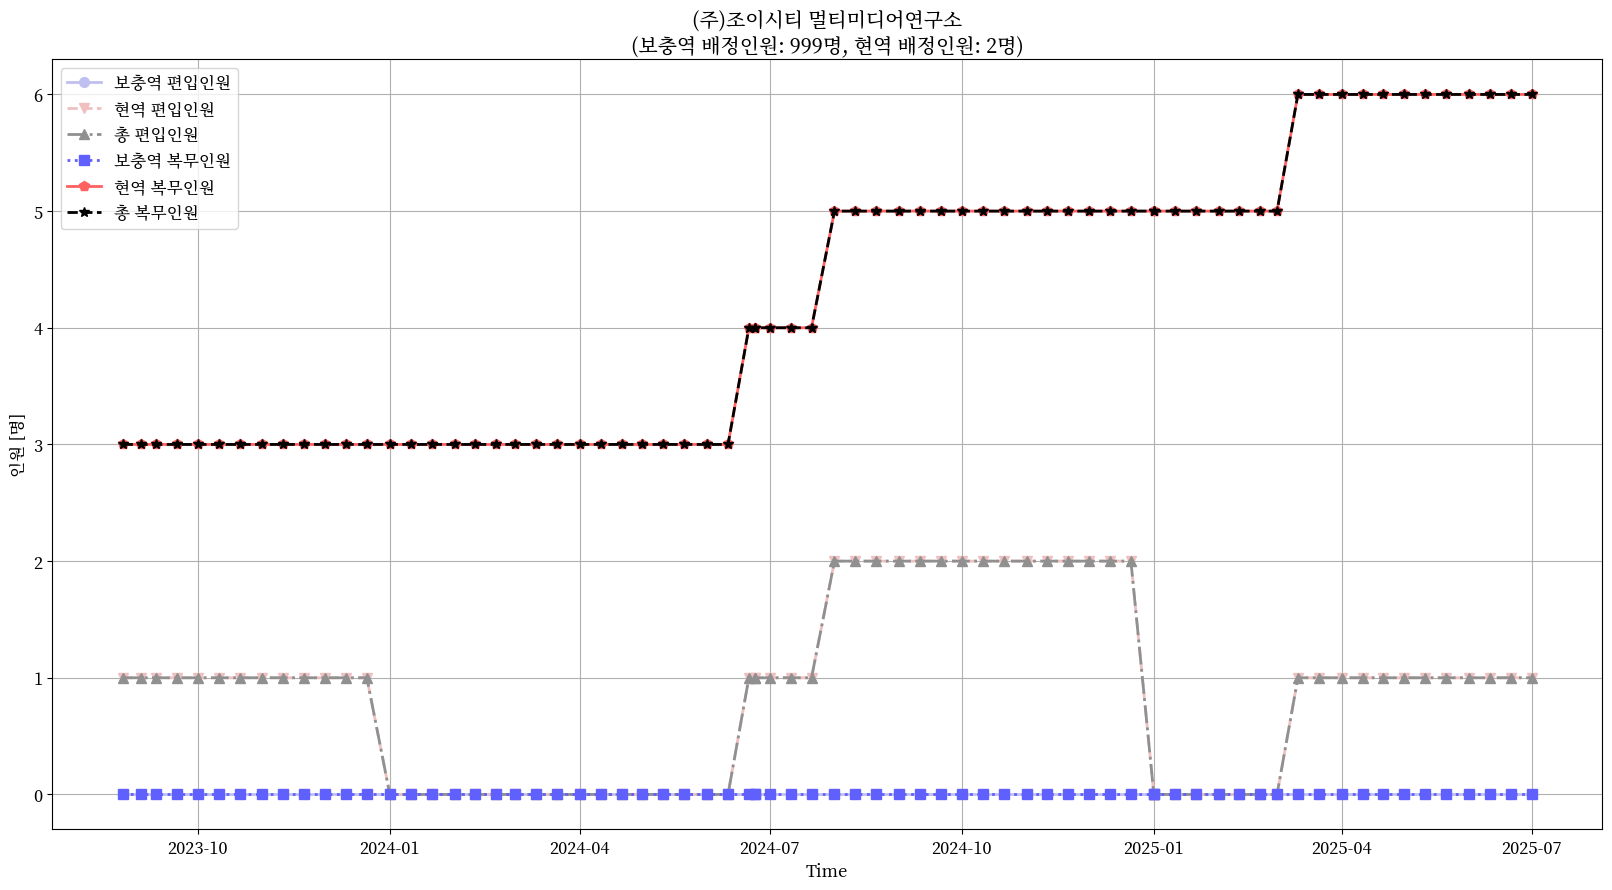 (주)조이시티 멀티미디어연구소
(보충역 배정인원: 999명, 현역 배정인원: 2명)
보충역 편입인원
현역 편입인원
총 편입인원
보충역 복무인원
현역 복무인원
총 복무인원
6
5
4
3
2
1
0
인원 [명]
2023-10
2024-01
2024-04
2024-07
2024-10
2025-01
2025-04
2025-07
Time